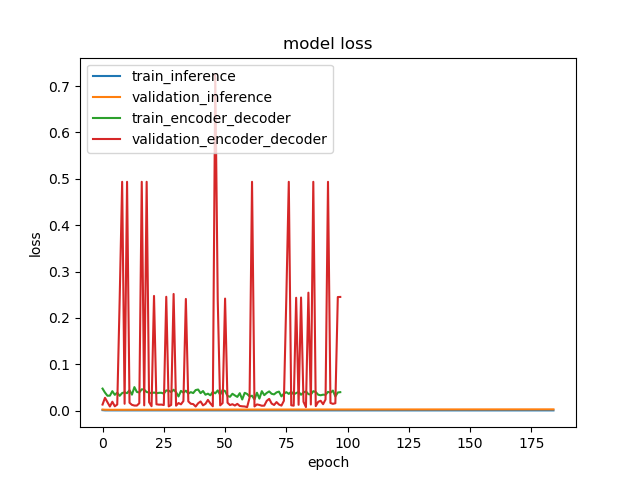 model loss
train_inference
validation_inference
train_encoder_decoder
validation_encoder_decoder
0.7
0.6
0.5
0.4
0.3
0.2
0.1
0.0
loss
0 25 50 75 100 125 150 175
epoch